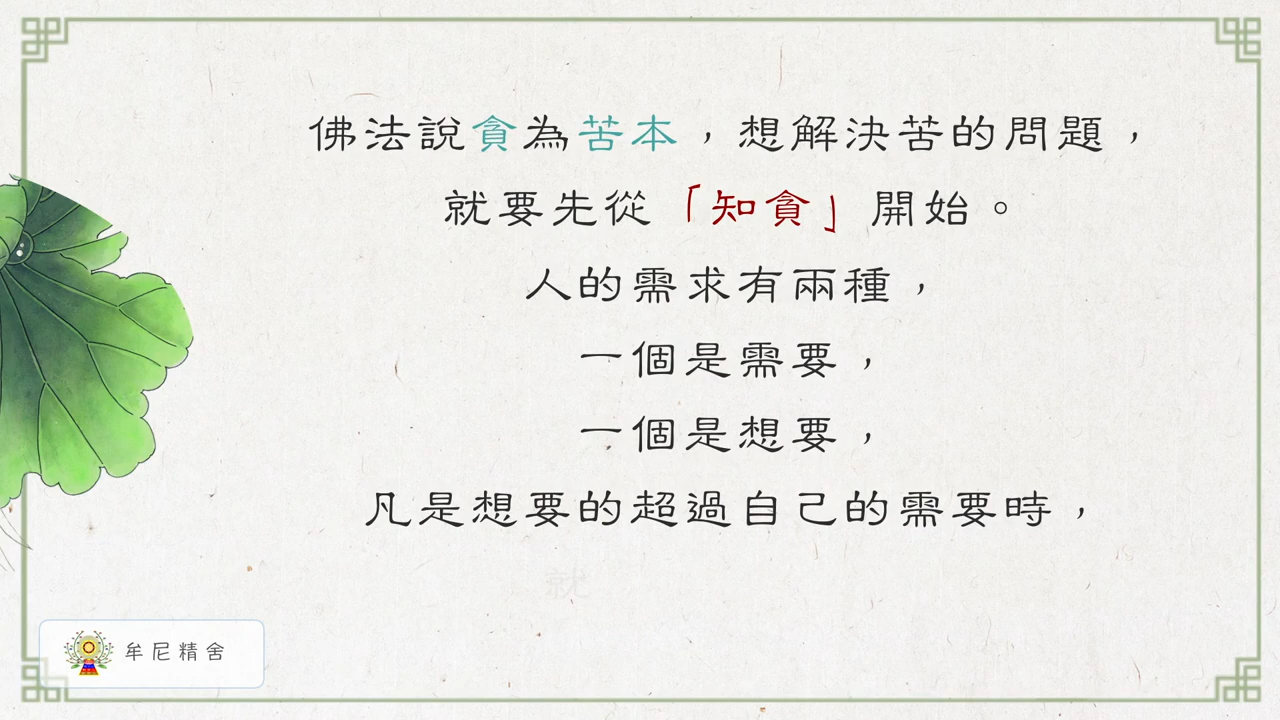 佛法說貪為苦本，想解決苦的問題，
就要先從「知貪」開始。
人的需求有兩種，
一個是需要，
一個是想要，
凡是想要的超過自己的需要時，
就
牟尼精舍